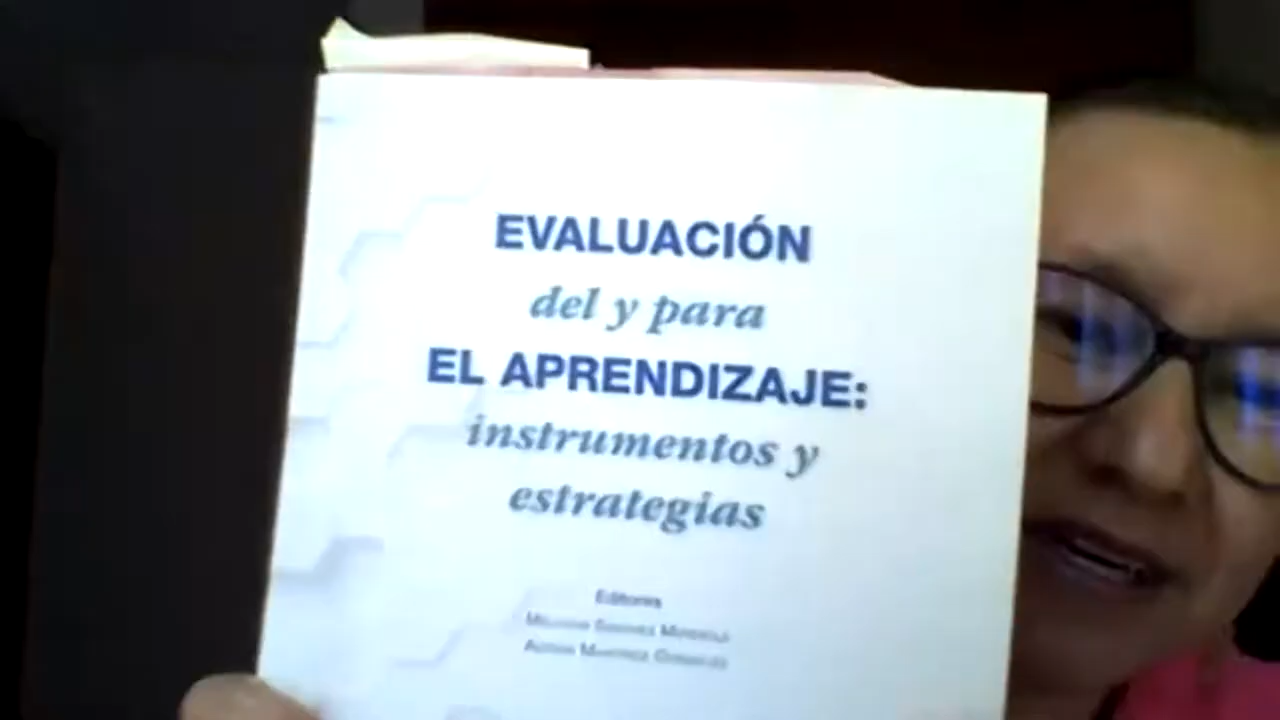 EVALUACIÓN
del y para
EL APRENDIZAJE:
instrumentos y
estrategias
Editores